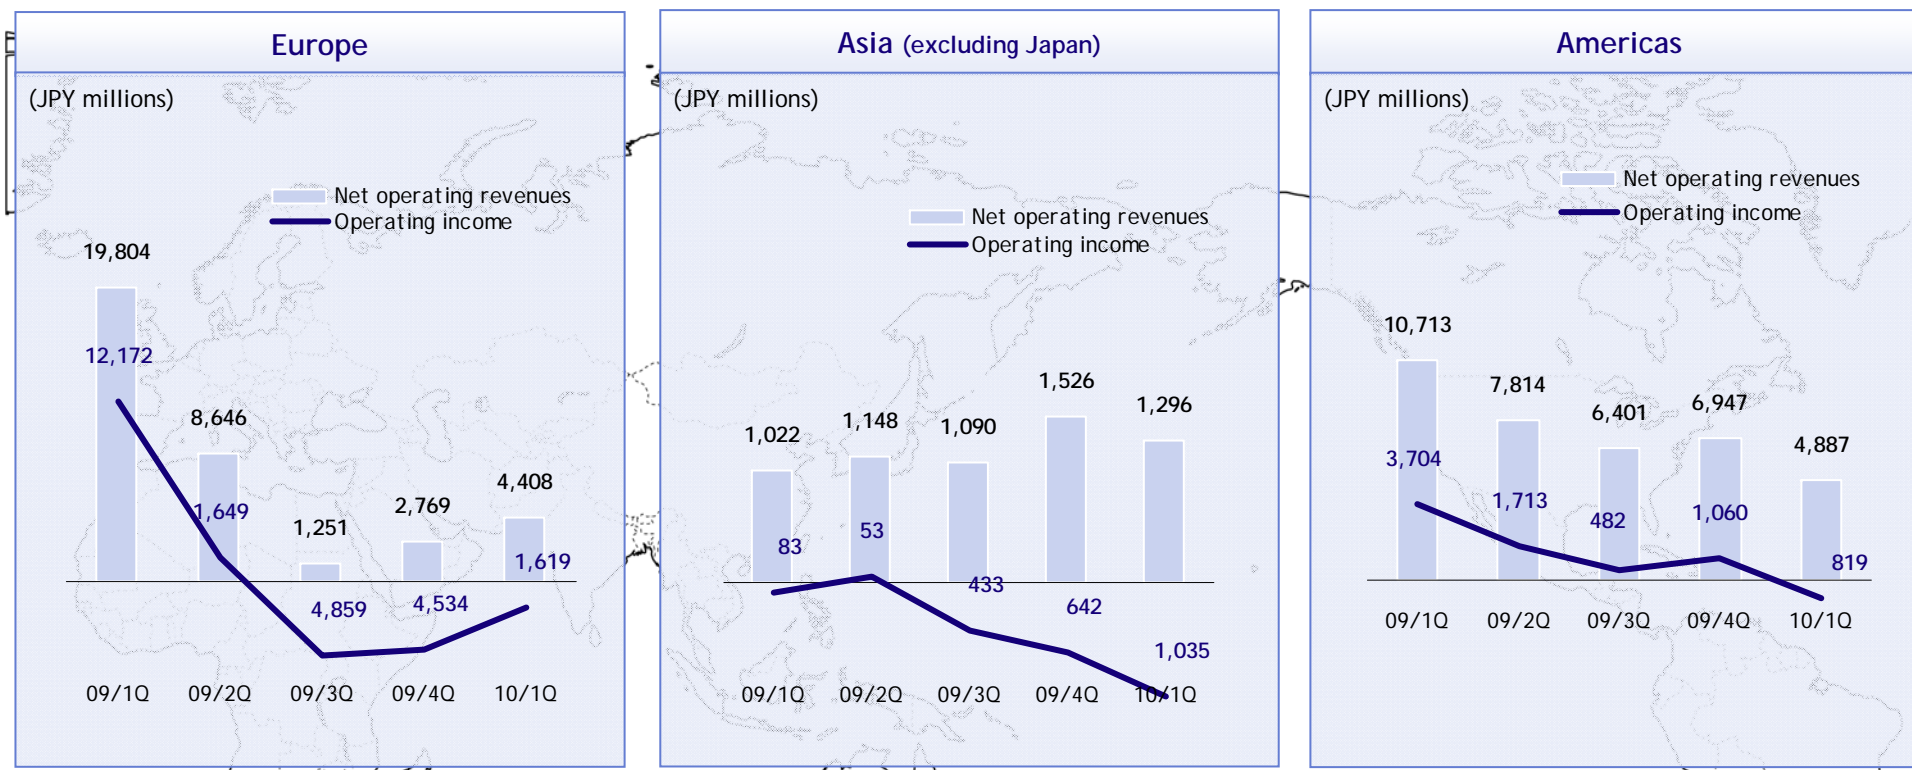 Europe
(JPY millions)
Net operating revenues
Operating income
19,804
12,172
8,646
1,649
1,251
4,859
2,769
4,534
4,408
1,619
09/1Q 09/2Q 09/3Q 09/4Q 10/1Q
Asia (excluding Japan)
(JPY millions)
Net operating revenues
Operating income
1,022
83
1,148
53
1,090
433
1,526
642
1,296
1,035
09/1Q 09/2Q 09/3Q 09/4Q 10/1Q
Americas
(JPY millions)
Net operating revenues
Operating income
10,713
3,704
7,814
1,713
6,401
482
6,947
1,060
4,887
819
09/1Q 09/2Q 09/3Q 09/4Q 10/1Q